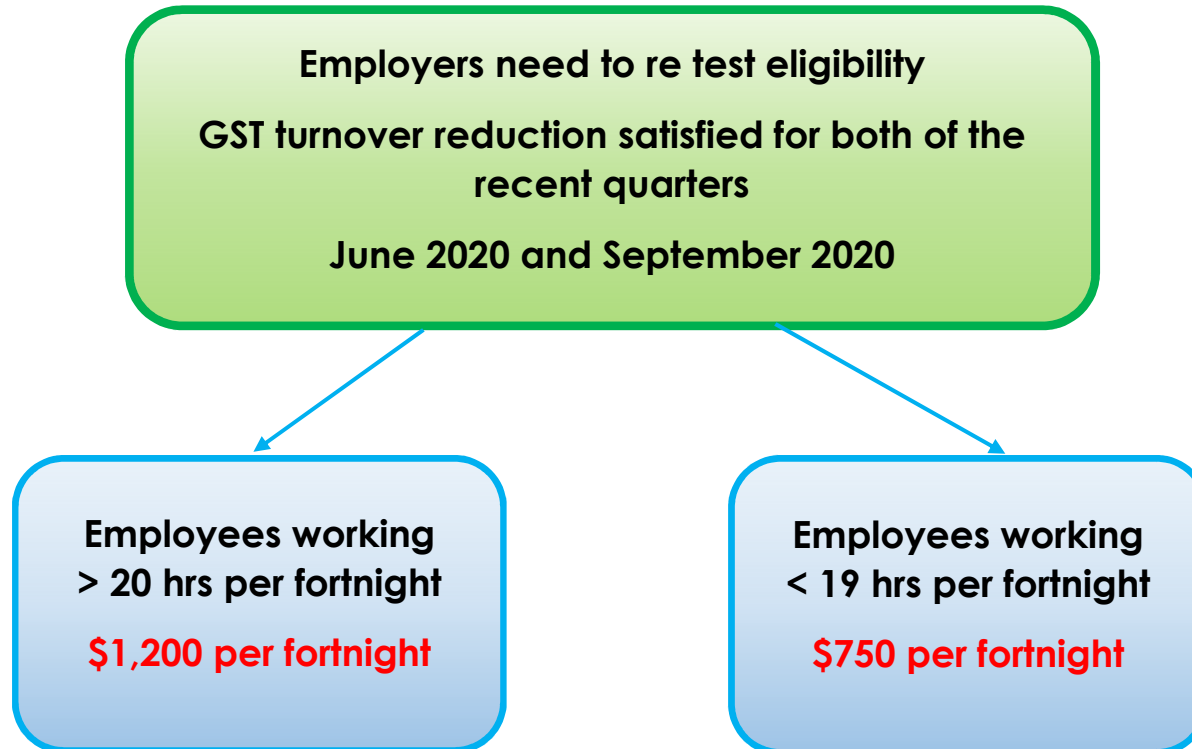 Employers need to re test eligibility
GST turnover reduction satisfied for both of the
recent quarters
June 2020 and September 2020
Employees working
> 20 hrs per fortnight
$1,200 per fortnight
Employees working
< 19 hrs per fortnight
$750 per fortnight